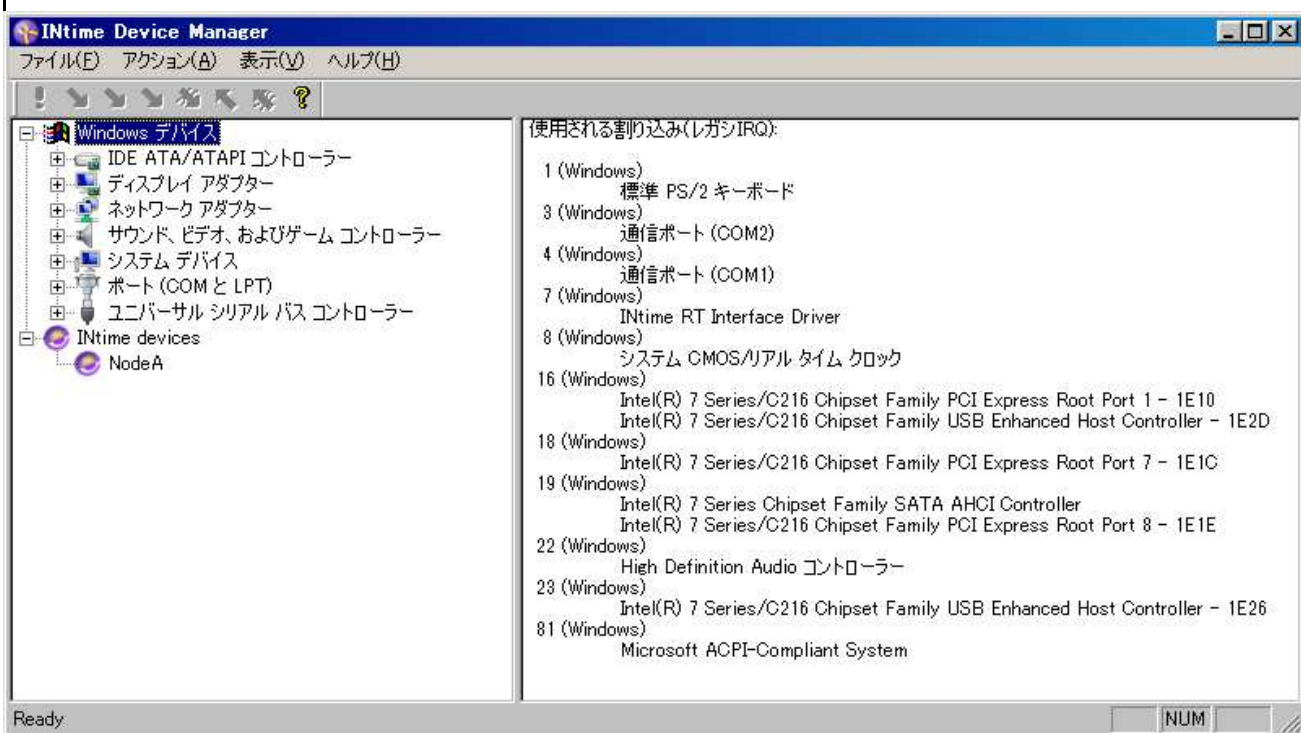 INtime Device Manager
ファイル(F) アクション(A) 表示(V) ヘルプ(H)
Windows デバイス
IDE ATA/ATAPI コントローラー
ディスプレイ アダプター
ネットワーク アダプター
サウンド、ビデオ、およびゲーム コントローラー
システム デバイス
ポート (COM と LPT)
ユニバーサル シリアル バス コントローラー
INtime devices
NodeA
使用される割り込み(レガシIRQ):
1 (Windows)
標準 PS/2 キーボード
3 (Windows)
通信ポート (COM2)
4 (Windows)
通信ポート (COM1)
7 (Windows)
INtime RT Interface Driver
8 (Windows)
システム CMOS/リアル タイム クロック
16 (Windows)
Intel(R) 7 Series/C216 Chipset Family PCI Express Root Port 1 - 1E10
Intel(R) 7 Series/C216 Chipset Family USB Enhanced Host Controller - 1E2D
18 (Windows)
Intel(R) 7 Series/C216 Chipset Family PCI Express Root Port 7 - 1E1C
19 (Windows)
Intel(R) 7 Series Chipset Family SATA AHCI Controller
Intel(R) 7 Series/C216 Chipset Family PCI Express Root Port 8 - 1E1E
22 (Windows)
High Definition Audio コントローラー
23 (Windows)
Intel(R) 7 Series/C216 Chipset Family USB Enhanced Host Controller - 1E26
81 (Windows)
Microsoft ACPI-Compliant System
Ready
NUM